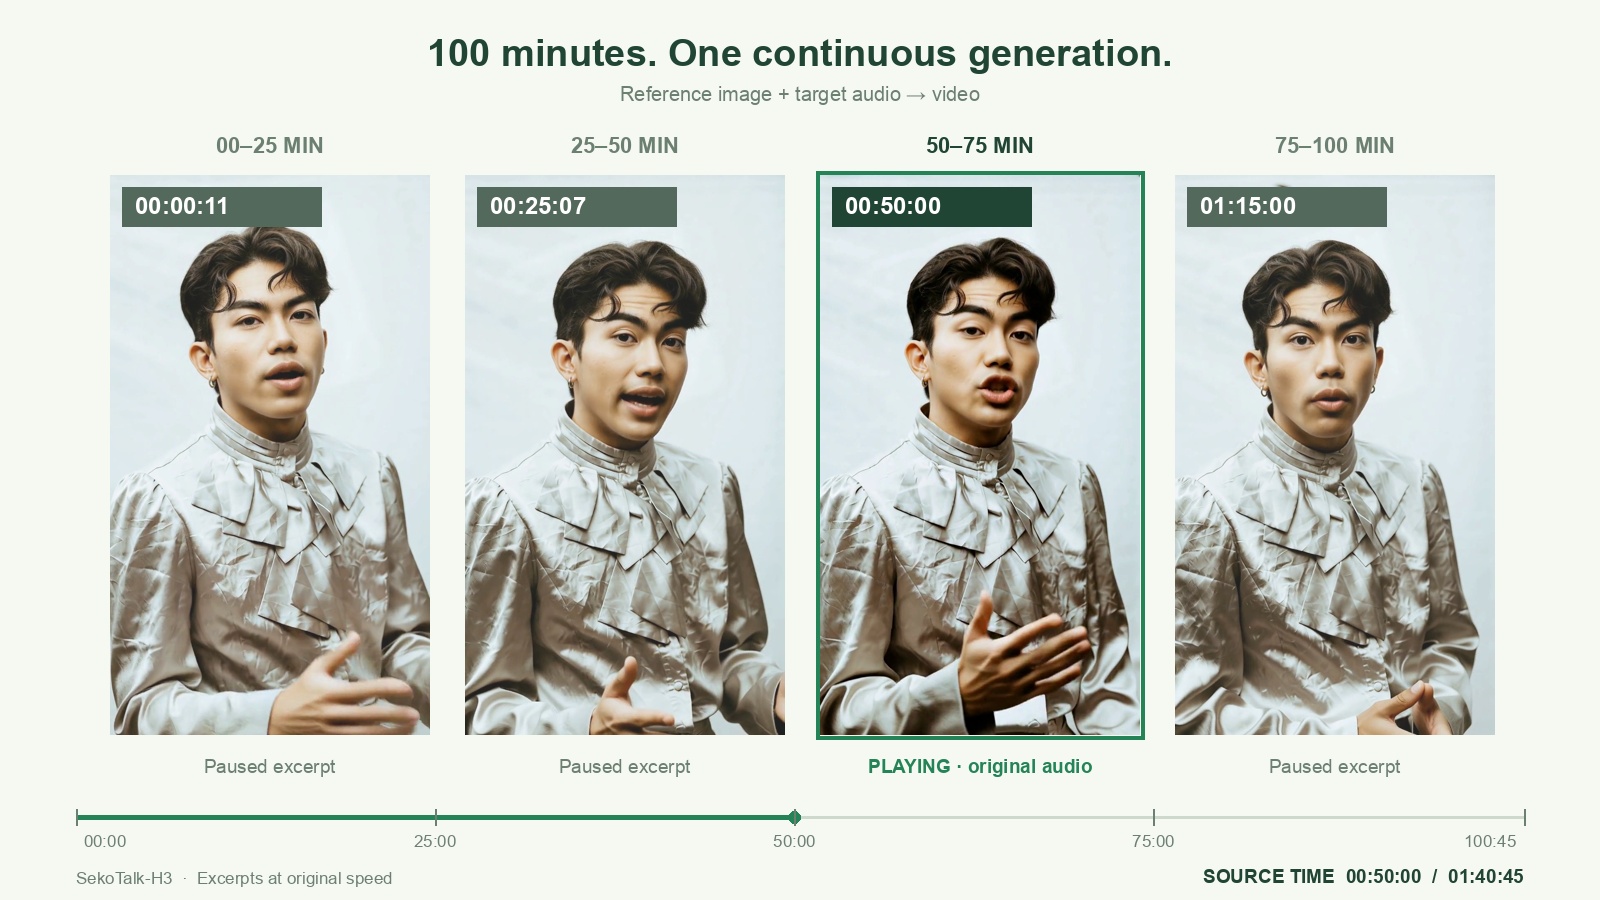 100 minutes. One continuous generation.
Reference image + target audio → video
00–25 MIN
25–50 MIN
50–75 MIN
75–100 MIN
00:00:11
00:25:07
00:50:00
01:15:00
Paused excerpt
Paused excerpt
PLAYING · original audio
Paused excerpt
00:00
25:00
50:00
75:00
100:45
SekoTalk-H3 · Excerpts at original speed
SOURCE TIME 00:50:00 / 01:40:45